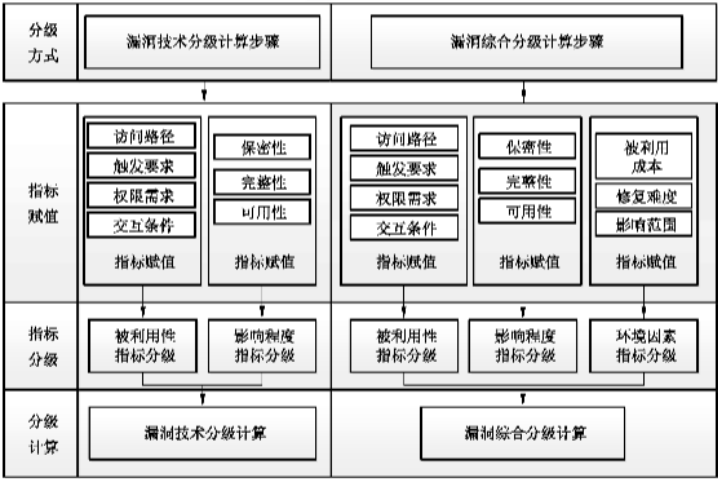 分级
方式
漏洞技术分级计算步骤
漏洞综合分级计算步骤
指标
赋值
访问路径
触发要求
权限需求
交互条件
指标赋值
保密性
完整性
可用性
指标赋值
访问路径
触发要求
权限需求
交互条件
指标赋值
保密性
完整性
可用性
指标赋值
被利用
成本
修复难度
影响范围
指标赋值
指标
分级
被利用性
指标分级
影响程度
指标分级
被利用性
指标分级
影响程度
指标分级
环境因素
指标分级
分级
计算
漏洞技术分级计算
漏洞综合分级计算